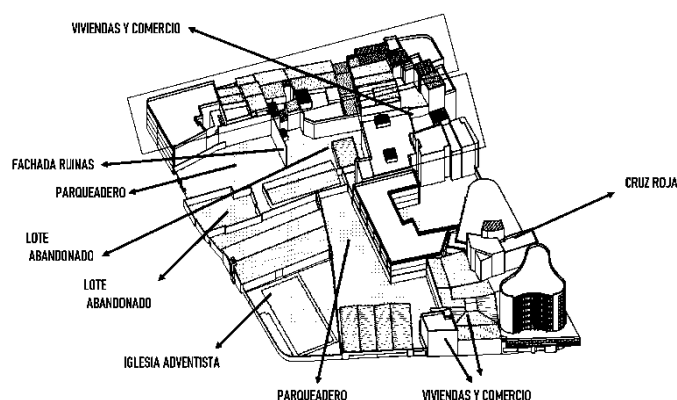 VIVIENDAS Y COMERCIO
FACHADA RUINAS
PARQUEADERO
CRUZ ROJA
LOTE
ABANDONADO
LOTE
ABANDONADO
IGLESIA ADVENTISTA
PARQUEADERO
VIVIENDAS Y COMERCIO